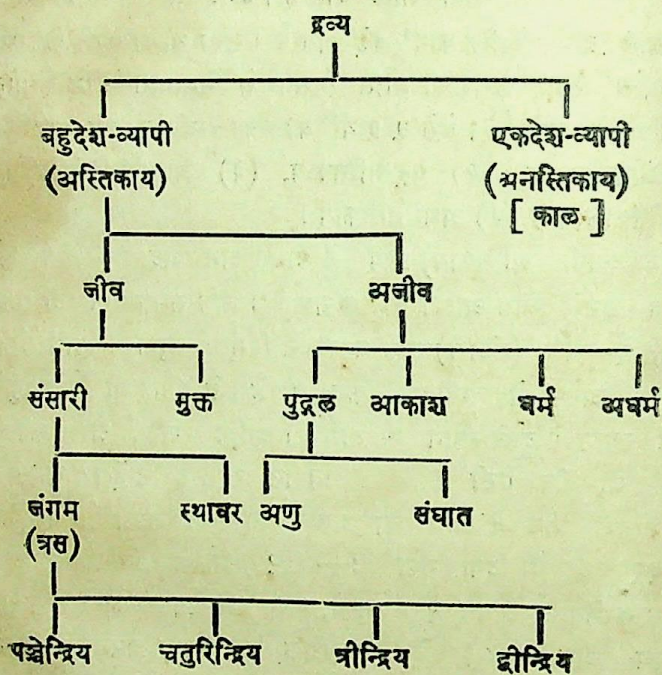 द्रव्य
बहुदेश-व्यापी एकदेश-व्यापी
(अस्तिकाय) (अनस्तिकाय)
[ काल ]
जीव अजीव
संसारी मुक्त पुद्गल आकाश धर्म अधर्म
जंगम स्थावर अणु संघात
(त्रस)
पञ्चेन्द्रिय चतुरिन्द्रिय त्रीन्द्रिय द्वीन्द्रिय